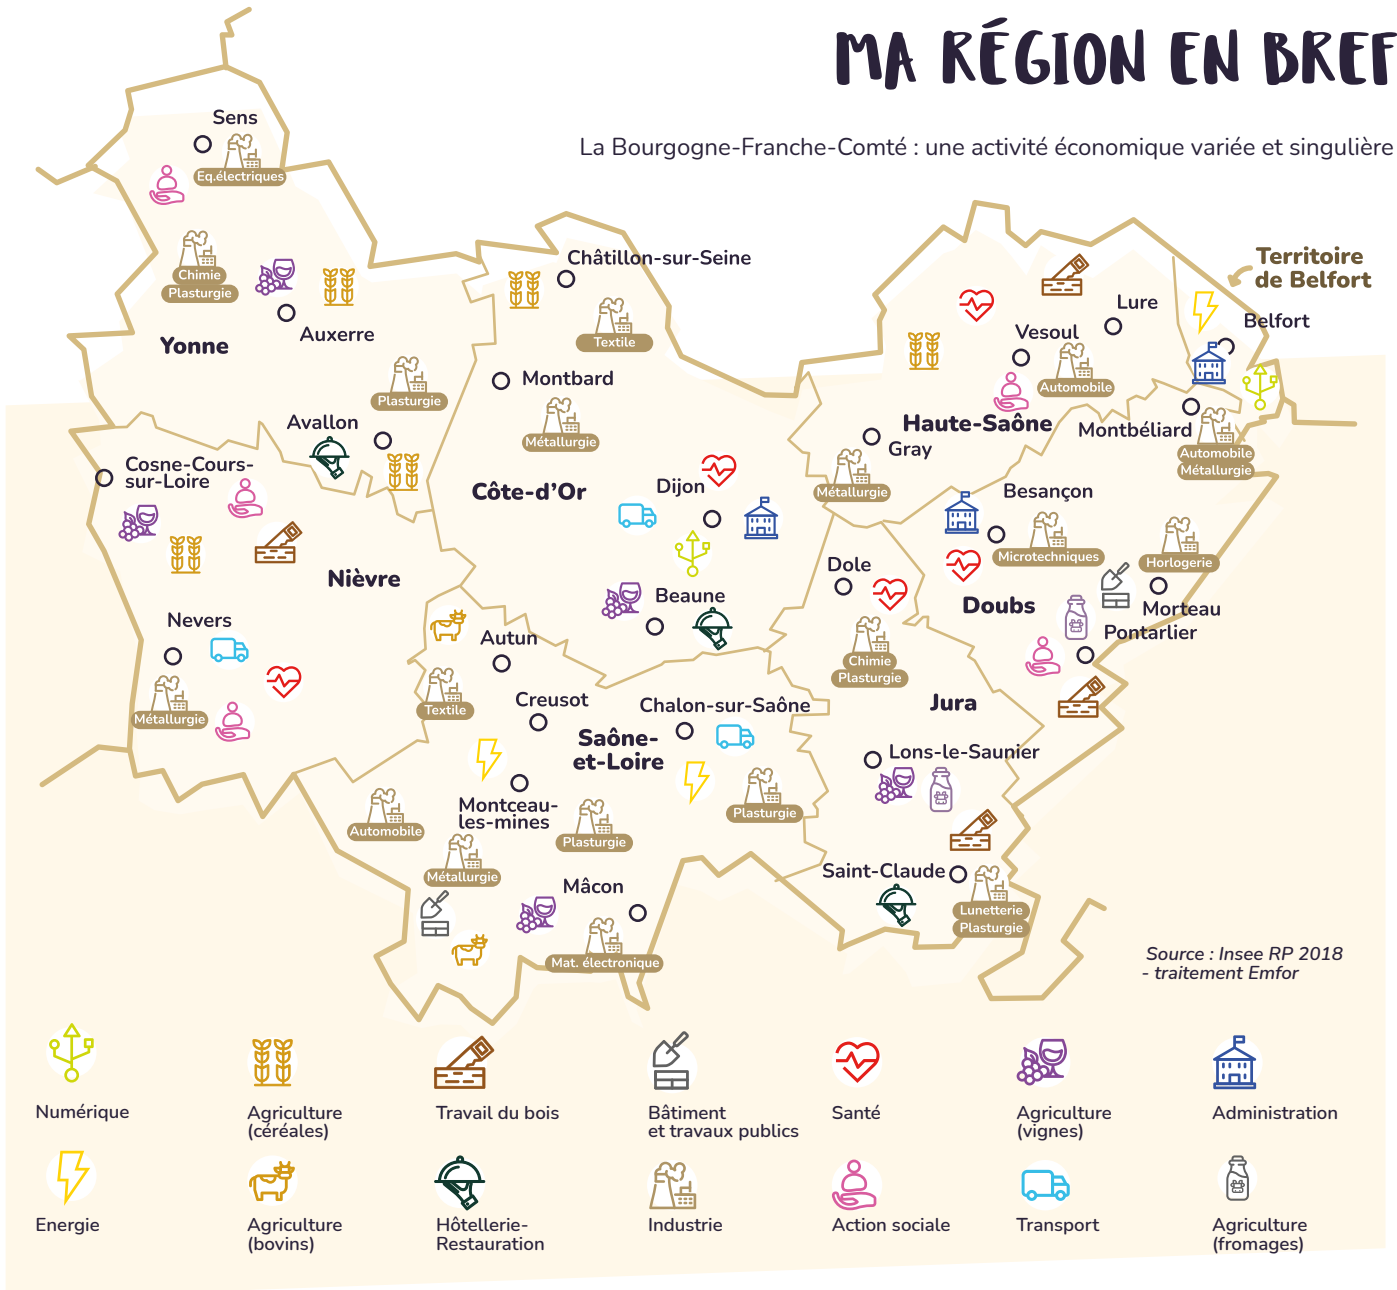 MA RÉGION EN BREF
La Bourgogne-Franche-Comté : une activité économique variée et singulière
Sens
Eq.électriques
Chimie
Plasturgie
Auxerre
Yonne
Plasturgie
Avallon
Châtillon-sur-Seine
Textile
Montbard
Métallurgie
Côte-d'Or
Dijon
Beaune
Territoire
de Belfort
Belfort
Lure
Vesoul
Automobile
Haute-Saône
Gray
Métallurgie
Montbéliard
Automobile
Métallurgie
Besançon
Microtechniques
Horlogerie
Doubs
Morteau
Pontarlier
Dole
Chimie
Plasturgie
Jura
Lons-le-Saunier
Saint-Claude
Lunetterie
Plasturgie
Cosne-Cours-
sur-Loire
Nièvre
Nevers
Métallurgie
Autun
Textile
Creusot
Chalon-sur-Saône
Saône-
et-Loire
Montceau-
les-mines
Automobile
Métallurgie
Plasturgie
Plasturgie
Mâcon
Mat. électronique
Source : Insee RP 2018
- traitement Emfor
Numérique
Agriculture
(céréales)
Travail du bois
Bâtiment
et travaux publics
Santé
Agriculture
(vignes)
Administration
Energie
Agriculture
(bovins)
Hôtellerie-
Restauration
Industrie
Action sociale
Transport
Agriculture
(fromages)